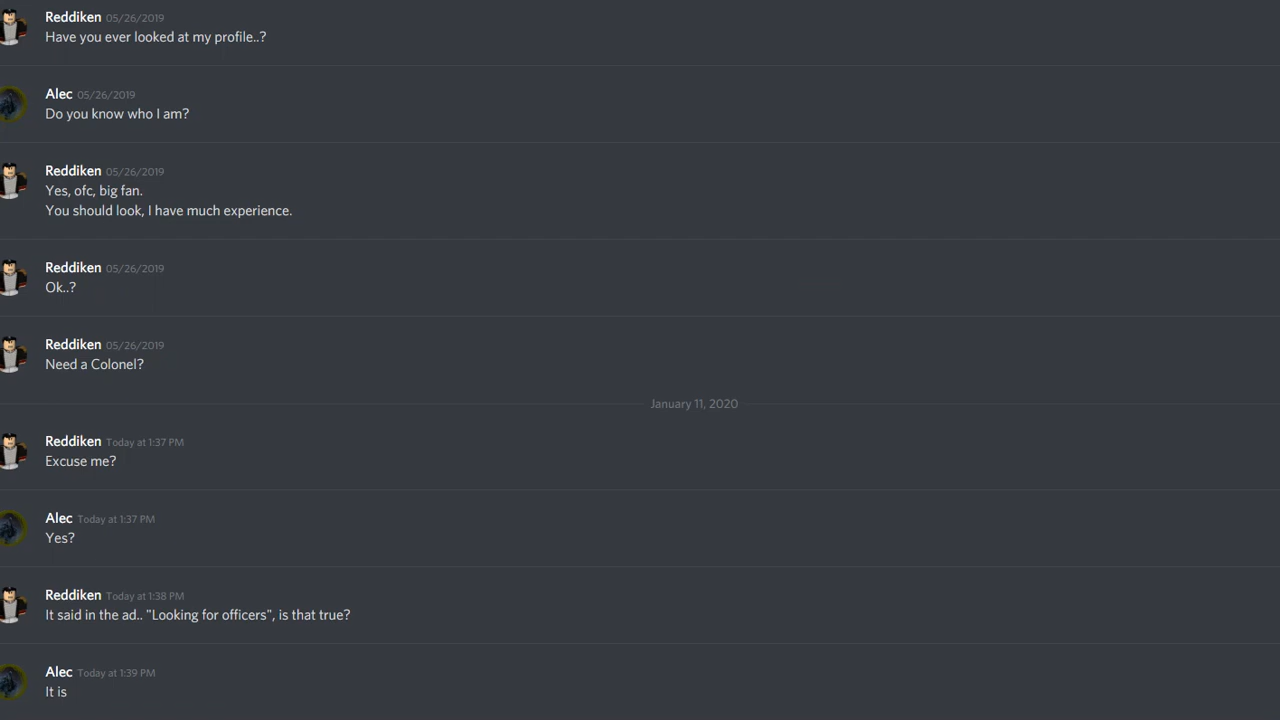 Reddiken 05/26/2019
Have you ever looked at my profile..?
Alec 05/26/2019
Do you know who I am?
Reddiken 05/26/2019
Yes, ofc, big fan.
You should look, I have much experience.
Reddiken 05/26/2019
Ok..?
Reddiken 05/26/2019
Need a Colonel?
January 11, 2020
Reddiken Today at 1:37 PM
Excuse me?
Alec Today at 1:37 PM
Yes?
Reddiken Today at 1:38 PM
It said in the ad.. "Looking for officers", is that true?
Alec Today at 1:39 PM
It is